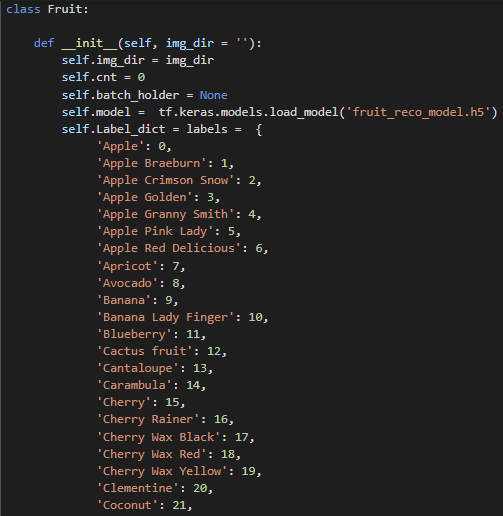 class Fruit:
def __init__(self, img_dir = ''):
self.img_dir = img_dir
self.cnt = 0
self.batch_holder = None
self.model =  tf.keras.models.load_model('fruit_reco_model.h5')
self.Label_dict = labels =  {
'Apple': 0,
'Apple Braeburn': 1,
'Apple Crimson Snow': 2,
'Apple Golden': 3,
'Apple Granny Smith': 4,
'Apple Pink Lady': 5,
'Apple Red Delicious': 6,
'Apricot': 7,
'Avocado': 8,
'Banana': 9,
'Banana Lady Finger': 10,
'Blueberry': 11,
'Cactus fruit': 12,
'Cantaloupe': 13,
'Carambula': 14,
'Cherry': 15,
'Cherry Rainer': 16,
'Cherry Wax Black': 17,
'Cherry Wax Red': 18,
'Cherry Wax Yellow': 19,
'Clementine': 20,
'Coconut': 21,